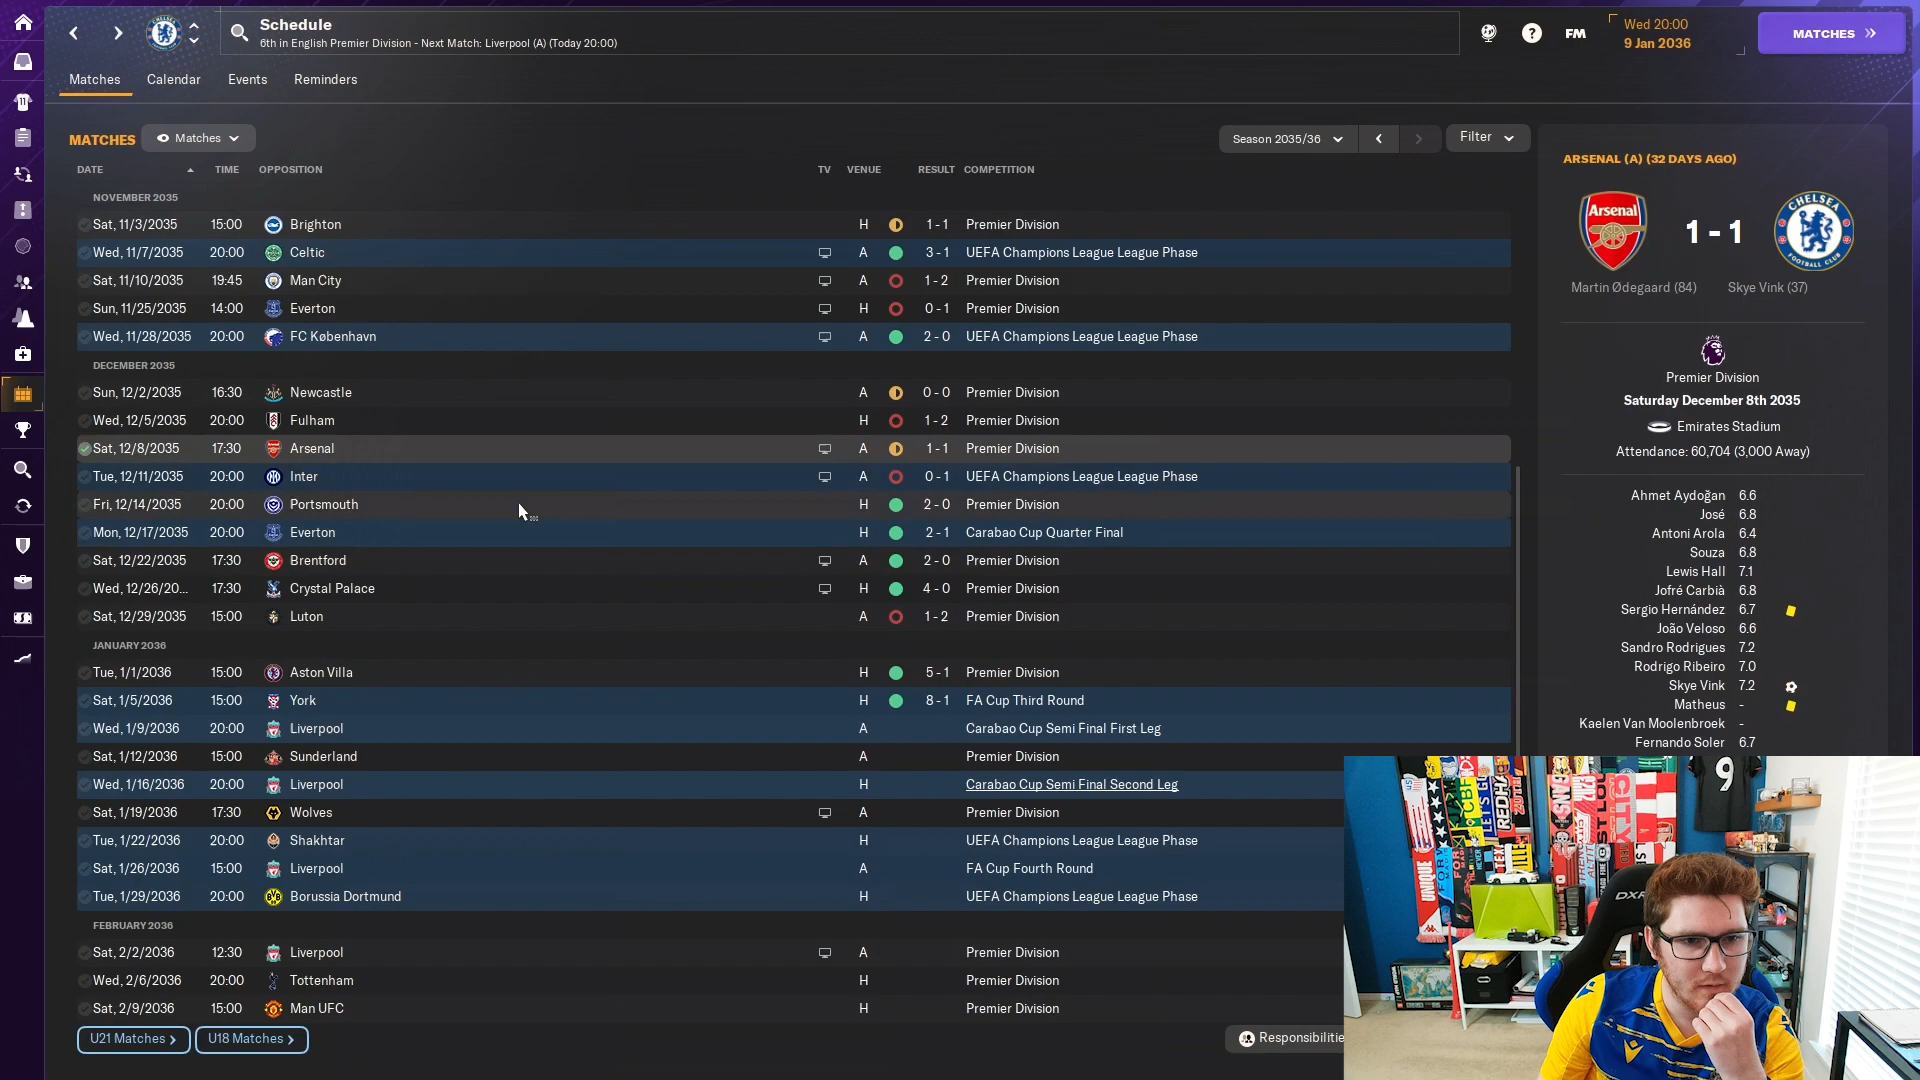 Schedule
6th in English Premier Division - Next Match: Liverpool (A) (Today 20:00)
FM
Wed 20:00
9 Jan 2036
MATCHES
Matches Calendar Events Reminders
MATCHES Matches
Season 2035/36
Filter
DATE TIME OPPOSITION TV VENUE RESULT COMPETITION
NOVEMBER 2035
Sat, 11/3/2035 15:00 Brighton H 1 - 1 Premier Division
Wed, 11/7/2035 20:00 Celtic A 3 - 1 UEFA Champions League League Phase
Sat, 11/10/2035 19:45 Man City A 1 - 2 Premier Division
Sun, 11/25/2035 14:00 Everton H 0 - 1 Premier Division
Wed, 11/28/2035 20:00 FC København A 2 - 0 UEFA Champions League League Phase
DECEMBER 2035
Sun, 12/2/2035 16:30 Newcastle A 0 - 0 Premier Division
Wed, 12/5/2035 20:00 Fulham H 1 - 2 Premier Division
Sat, 12/8/2035 17:30 Arsenal A 1 - 1 Premier Division
Tue, 12/11/2035 20:00 Inter A 0 - 1 UEFA Champions League League Phase
Fri, 12/14/2035 20:00 Portsmouth H 2 - 0 Premier Division
Mon, 12/17/2035 20:00 Everton H 2 - 1 Carabao Cup Quarter Final
Sat, 12/22/2035 17:30 Brentford A 2 - 0 Premier Division
Wed, 12/26/20... 17:30 Crystal Palace H 4 - 0 Premier Division
Sat, 12/29/2035 15:00 Luton A 1 - 2 Premier Division
JANUARY 2036
Tue, 1/1/2036 15:00 Aston Villa H 5 - 1 Premier Division
Sat, 1/5/2036 15:00 York H 8 - 1 FA Cup Third Round
Wed, 1/9/2036 20:00 Liverpool A Carabao Cup Semi Final First Leg
Sat, 1/12/2036 15:00 Sunderland A Premier Division
Wed, 1/16/2036 20:00 Liverpool H Carabao Cup Semi Final Second Leg
Sat, 1/19/2036 17:30 Wolves A Premier Division
Tue, 1/22/2036 20:00 Shakhtar H UEFA Champions League League Phase
Sat, 1/26/2036 15:00 Liverpool A FA Cup Fourth Round
Tue, 1/29/2036 20:00 Borussia Dortmund H UEFA Champions League League Phase
FEBRUARY 2036
Sat, 2/2/2036 12:30 Liverpool A Premier Division
Wed, 2/6/2036 20:00 Tottenham H Premier Division
Sat, 2/9/2036 15:00 Man UFC H Premier Division
U21 Matches U18 Matches
Responsibilitie
ARSENAL (A) (32 DAYS AGO)
Arsenal
CHELSEA
FOOTBALL CLUB
1 - 1
Martin Ødegaard (84) Skye Vink (37)
Premier Division
Saturday December 8th 2035
Emirates Stadium
Attendance: 60,704 (3,000 Away)
Ahmet Aydoğan 6.6
José 6.8
Antoni Arola 6.4
Souza 6.8
Lewis Hall 7.1
Jofré Carbià 6.8
Sergio Hernández 6.7
João Veloso 6.6
Sandro Rodrigues 7.2
Rodrigo Ribeiro 7.0
Skye Vink 7.2
Matheus -
Kaelen Van Moolenbroek -
Fernando Soler 6.7
9
UNIQUE
CITY
DXR